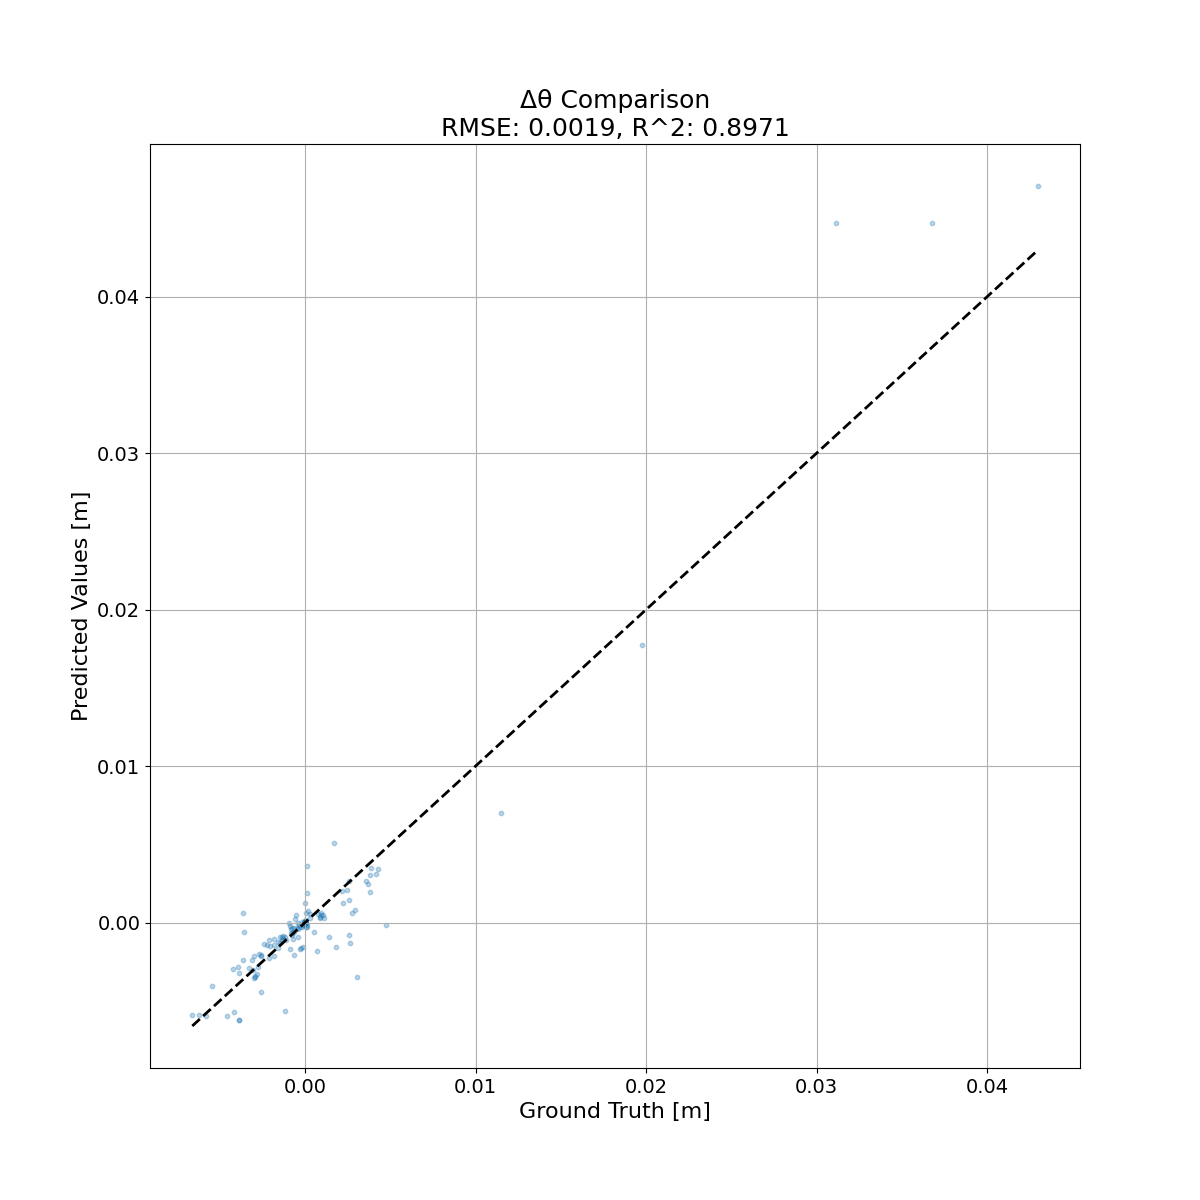 Δθ Comparison
RMSE: 0.0019, R^2: 0.8971
0.04
0.03
0.02
0.01
0.00
Predicted Values [m]
0.00 0.01 0.02 0.03 0.04
Ground Truth [m]